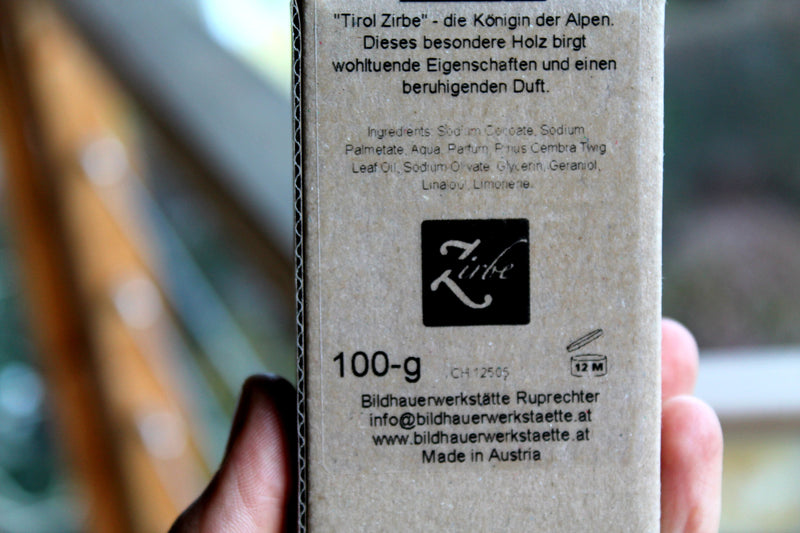 "Tirol Zirbe" - die Königin der Alpen.
Dieses besondere Holz birgt
wohltuende Eigenschaften und einen
beruhigenden Duft.
Ingredients: Sodium Cocoate, Sodium
Palmetate, Aqua, Parfum, Pinus Cembra Twig
Leaf Oil, Sodium Olivate, Glycerin, Geraniol,
Linalool, Limonene.
Zirbe
100-g
CH 12505
12 M
Bildhauerwerkstätte Ruprechter
info@bildhauerwerkstaette.at
www.bildhauerwerkstaette.at
Made in Austria